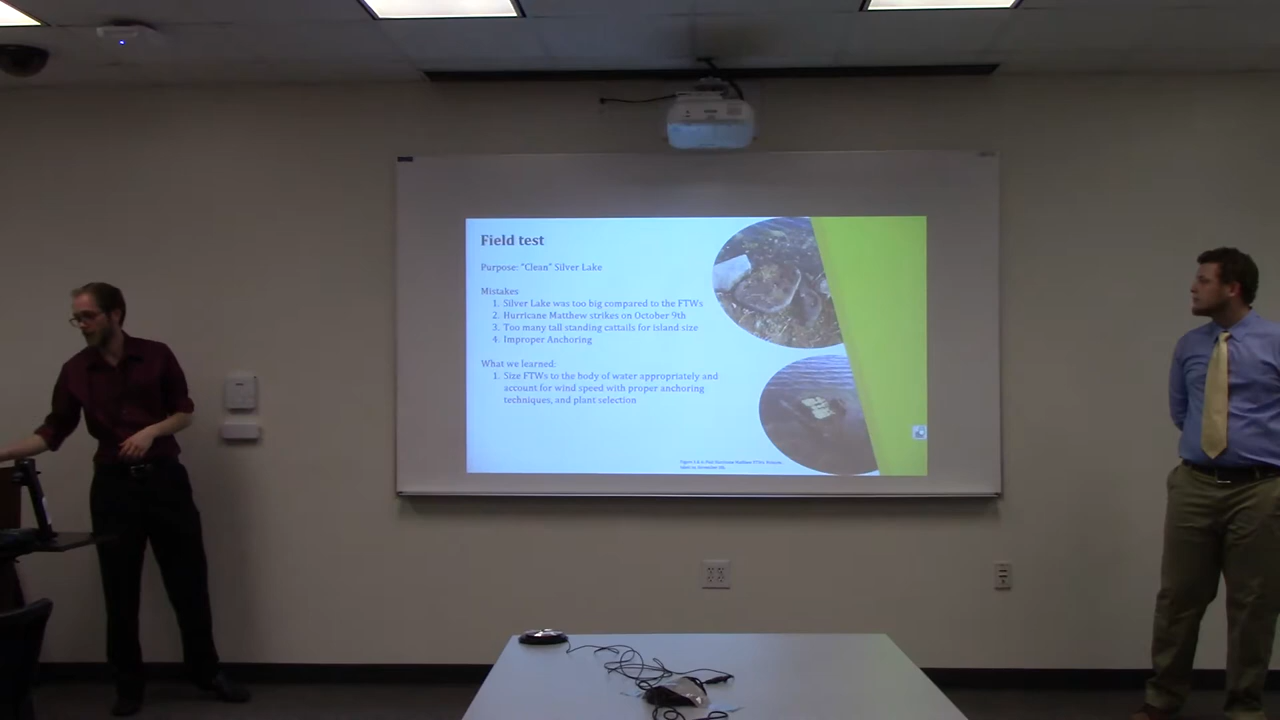 Field test
Purpose: "Clean" Silver Lake
Mistakes
1. Silver Lake was too big compared to the FTWs
2. Hurricane Matthew strikes on October 9th
3. Too many tall standing cattails for island size
4. Improper Anchoring
What we learned:
1. Size FTWs to the body of water appropriately and
account for wind speed with proper anchoring
techniques, and plant selection